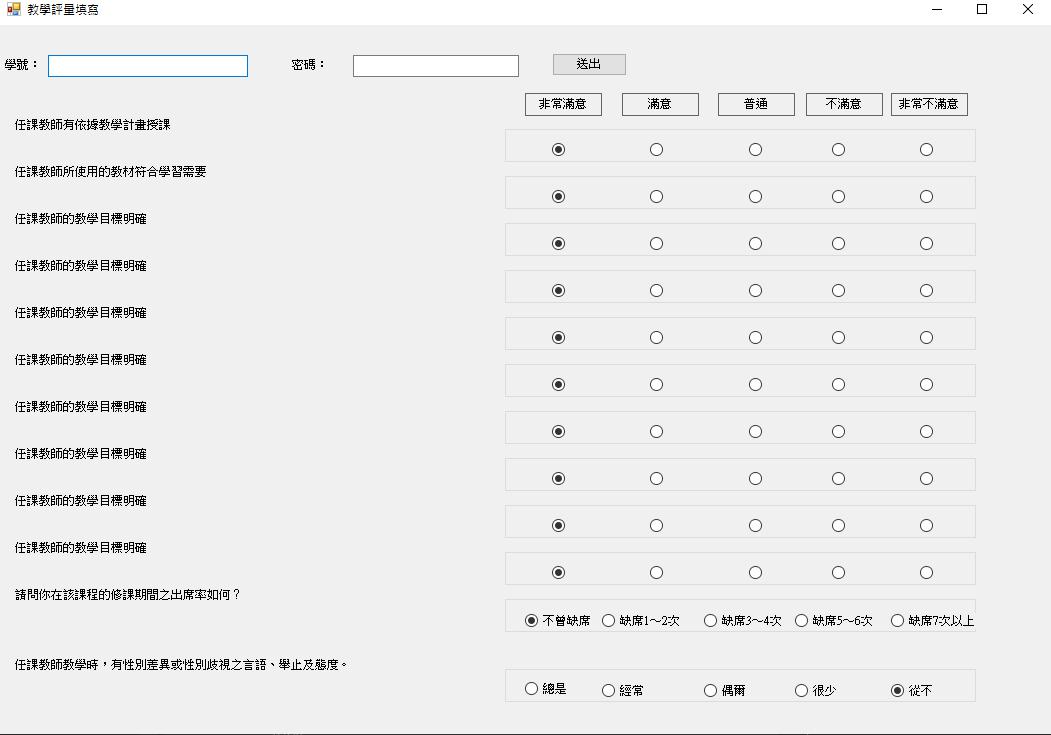 教學評量填寫
學號：
密碼：
送出
非常滿意
滿意
普通
不滿意
非常不滿意
任課教師有依據教學計畫授課
任課教師所使用的教材符合學習需要
任課教師的教學目標明確
任課教師的教學目標明確
任課教師的教學目標明確
任課教師的教學目標明確
任課教師的教學目標明確
任課教師的教學目標明確
任課教師的教學目標明確
任課教師的教學目標明確
請問你在該課程的修課期間之出席率如何？
不曾缺席
缺席1～2次
缺席3～4次
缺席5～6次
缺席7次以上
任課教師教學時，有性別差異或性別歧視之言語、舉止及態度。
總是
經常
偶爾
很少
從不